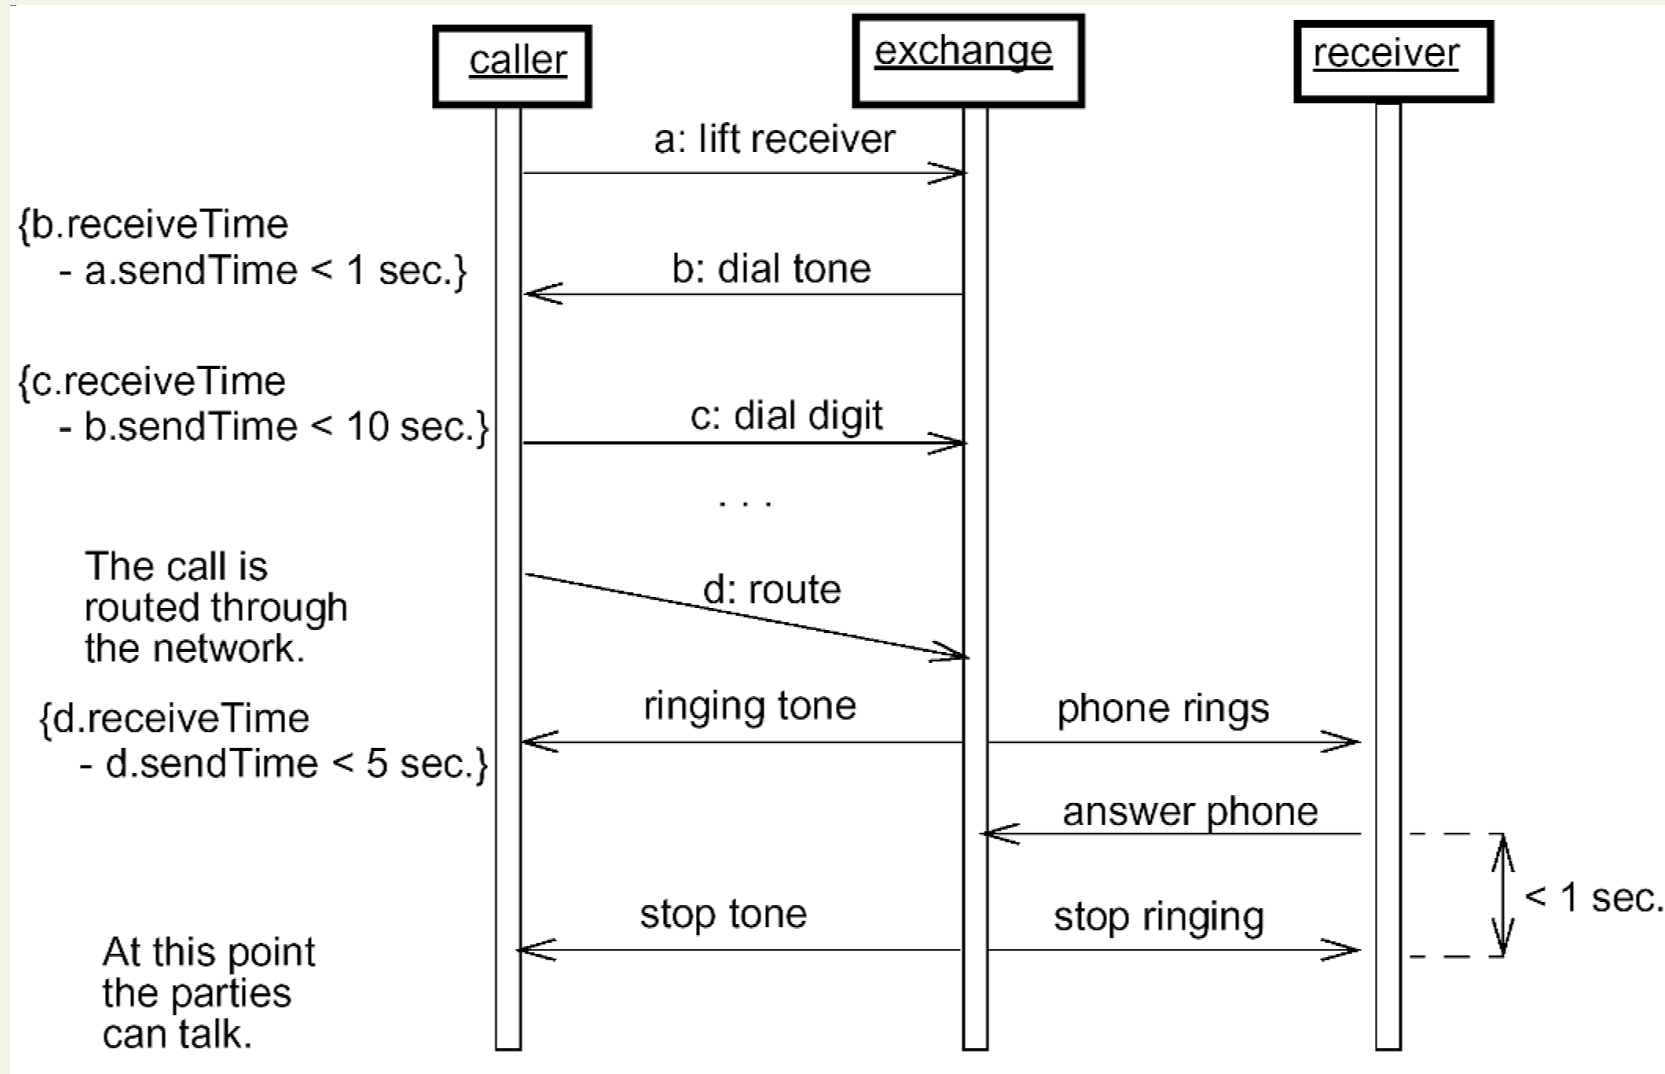 caller
exchange
receiver
a: lift receiver
{b.receiveTime
- a.sendTime < 1 sec.}
b: dial tone
{c.receiveTime
- b.sendTime < 10 sec.}
c: dial digit
. . .
The call is
routed through
the network.
d: route
{d.receiveTime
- d.sendTime < 5 sec.}
ringing tone
phone rings
answer phone
< 1 sec.
stop tone
stop ringing
At this point
the parties
can talk.